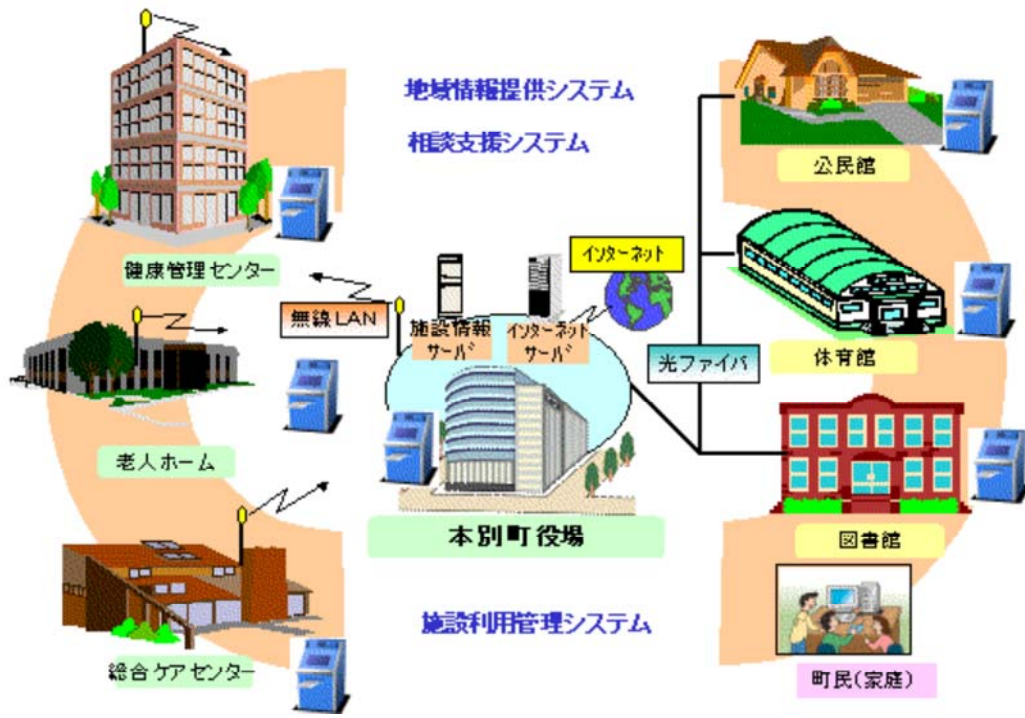 地域情報提供システム
相談支援システム
公民館
健康管理センター
インターネット
無線LAN
施設情報
サーバ
インターネット
サーバ
光ファイバ
体育館
老人ホーム
本別町役場
図書館
施設利用管理システム
総合ケアセンター
町民(家庭)